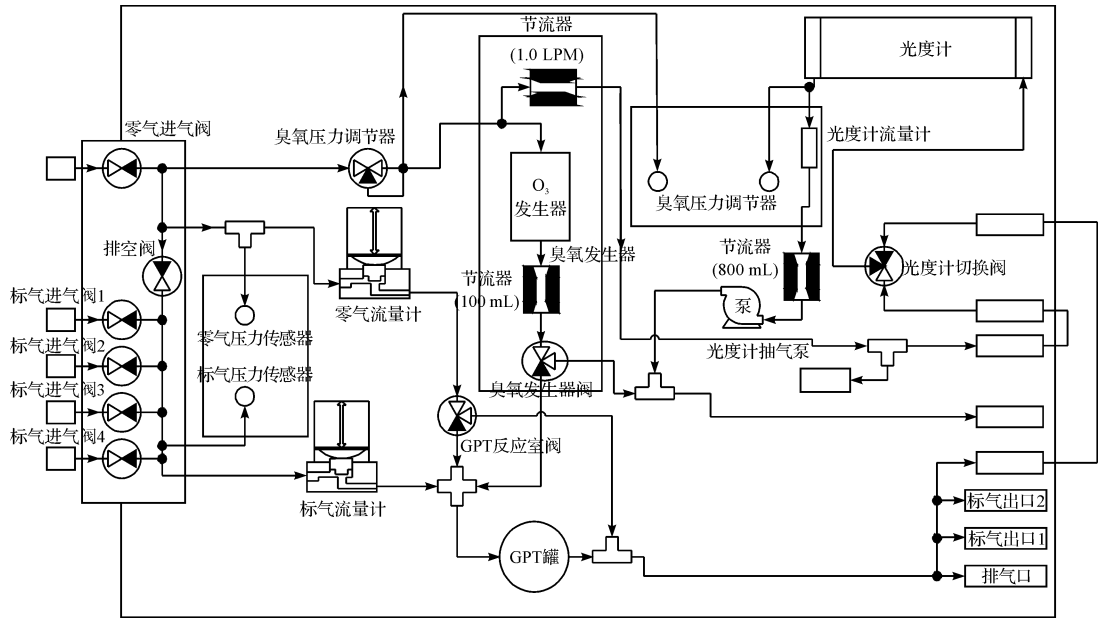 节流器
(1.0 LPM)
光度计
零气进气阀
臭氧压力调节器
光度计流量计
O₃
发生器
臭氧压力调节器
排空阀
臭氧发生器
节流器
(800 mL)
光度计切换阀
节流器
(100 mL)
标气进气阀1
泵
零气流量计
零气压力传感器
标气进气阀2
光度计抽气泵
标气压力传感器
标气进气阀3
臭氧发生器阀
标气进气阀4
GPT反应室阀
标气流量计
标气出口2
标气出口1
GPT罐
排气口